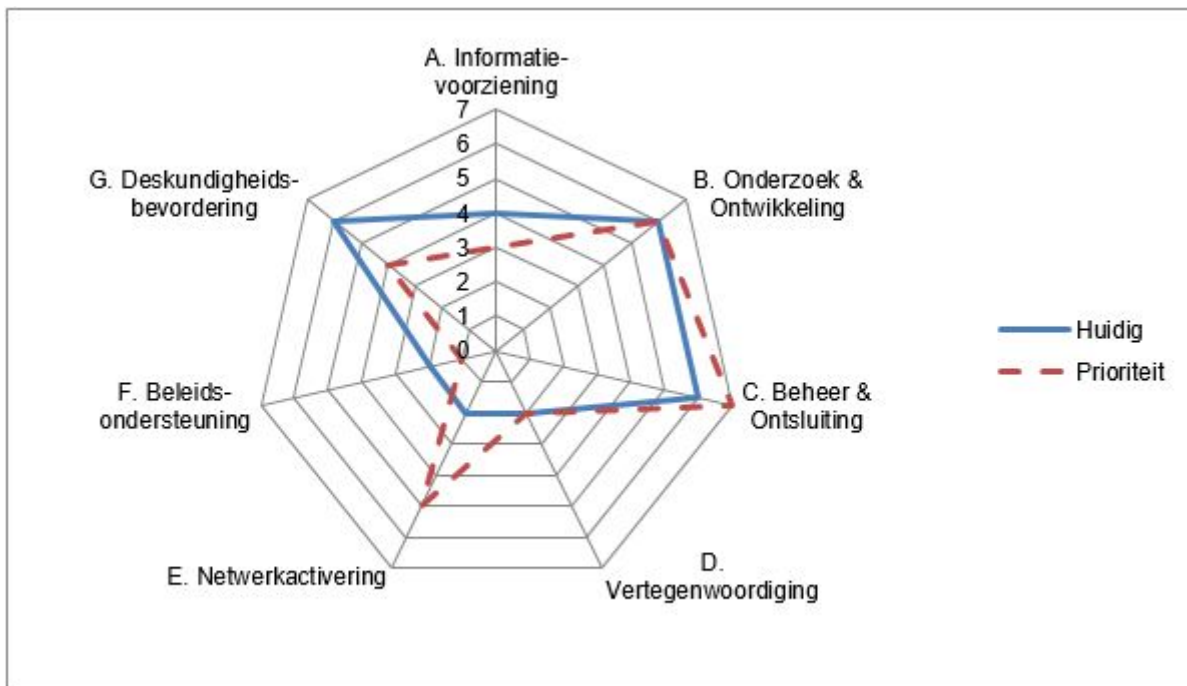 A. Informatie-
voorziening
7
6
5
4
3
2
1
0
B. Onderzoek &
Ontwikkeling
C. Beheer &
Ontsluiting
D.
Vertegenwoordiging
E. Netwerkactivering
F. Beleids-
ondersteuning
G. Deskundigheids-
bevordering
Huidig
Prioriteit